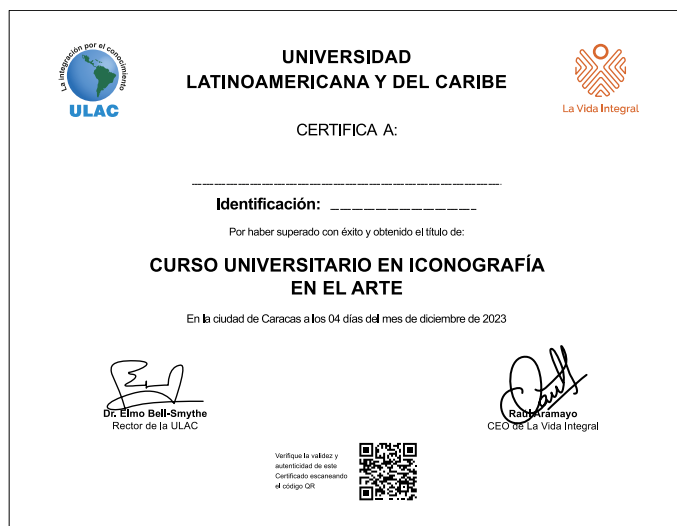 La integración por el conocimiento
ULAC
UNIVERSIDAD
LATINOAMERICANA Y DEL CARIBE
La Vida Integral
CERTIFICA A:
Identificación:
Por haber superado con éxito y obtenido el título de:
CURSO UNIVERSITARIO EN ICONOGRAFÍA
EN EL ARTE
En la ciudad de Caracas a los 04 días del mes de diciembre de 2023
Dr. Elmo Bell-Smythe
Rector de la ULAC
Raúl Aramayo
CEO de La Vida Integral
Verifique la validez y
autenticidad de este
Certificado escaneando
el código QR